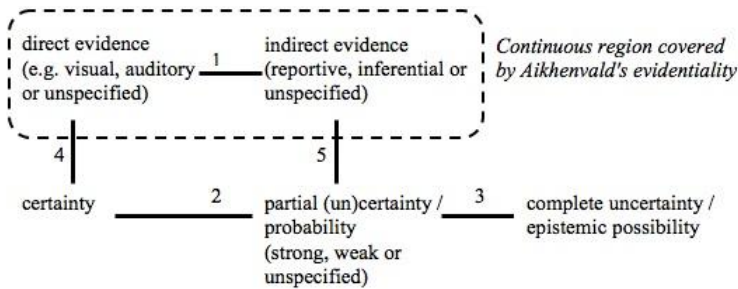 direct evidence
(e.g. visual, auditory
or unspecified)
1
indirect evidence
(reportive, inferential or
unspecified)
Continuous region covered
by Aikhenvald's evidentiality
4
5
certainty
2
partial (un)certainty /
probability
(strong, weak or
unspecified)
3
complete uncertainty /
epistemic possibility